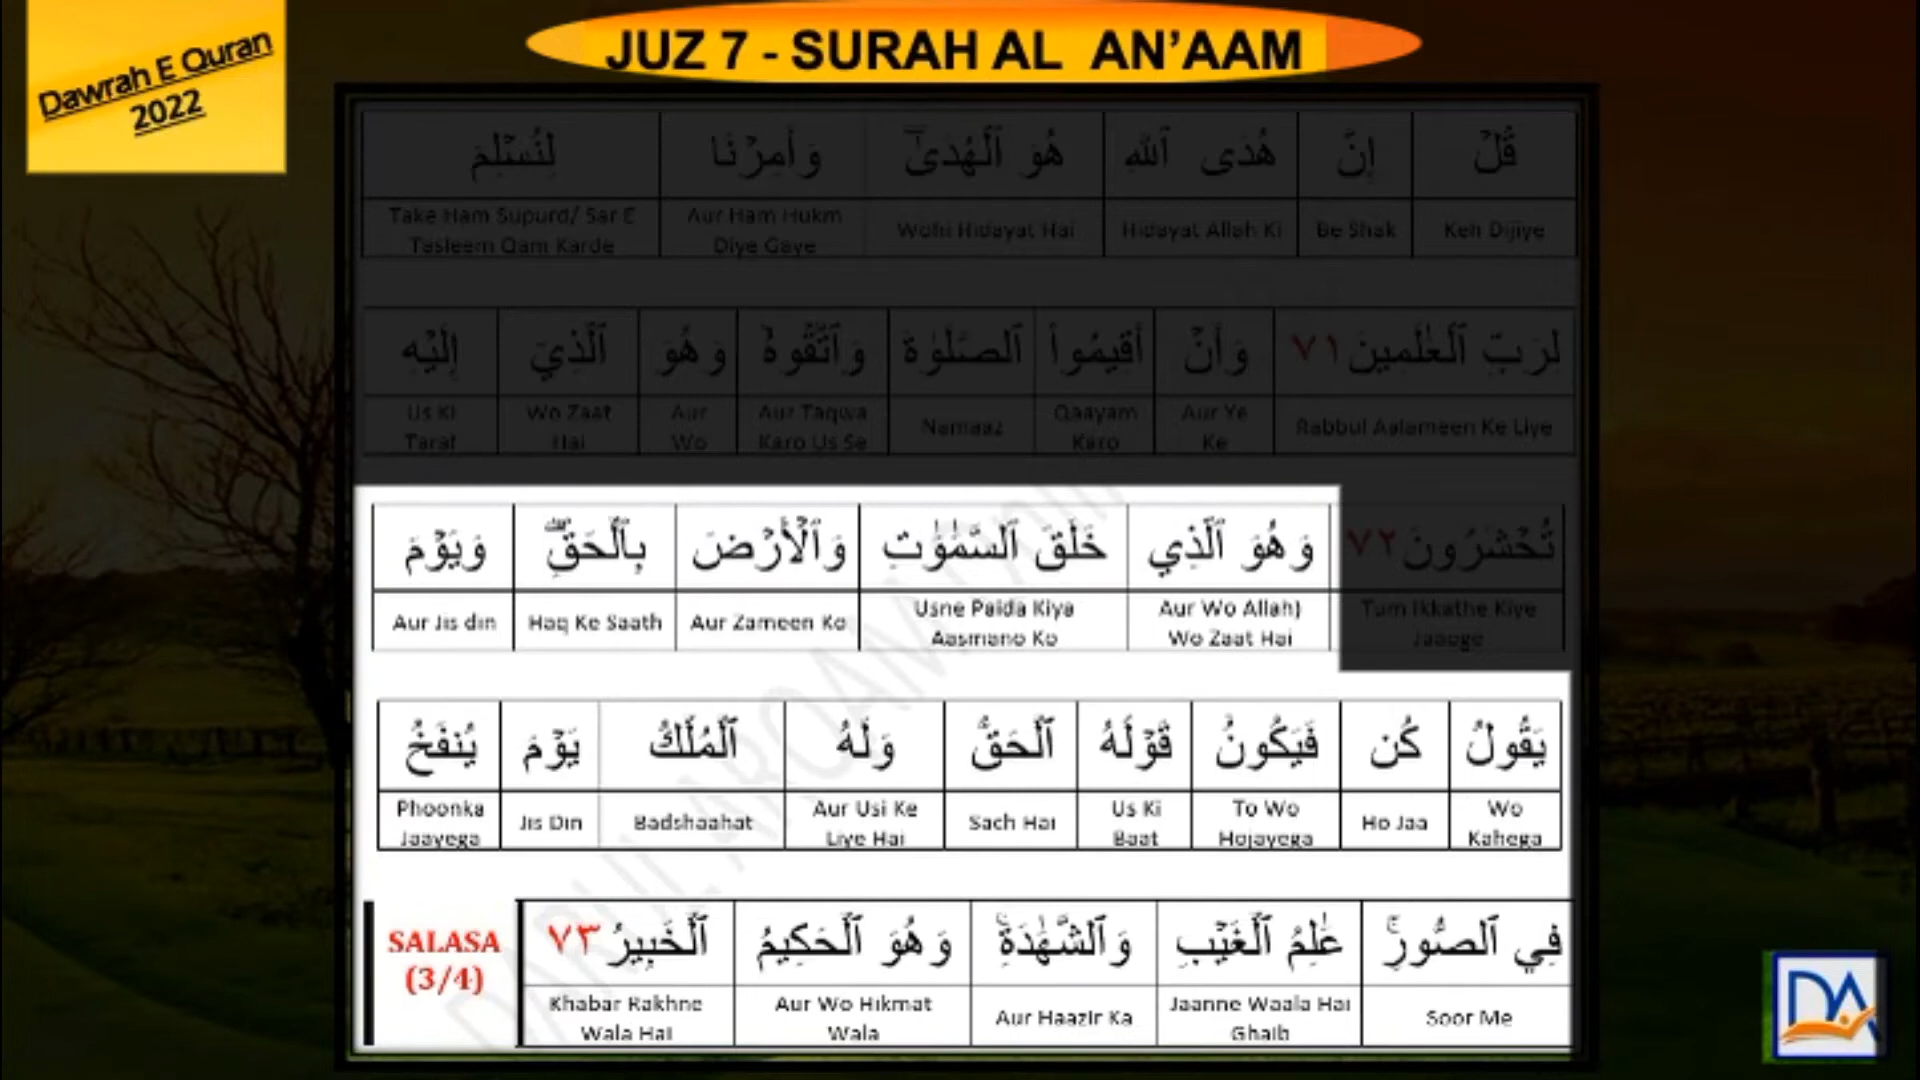 Dawrah E Quran
2022
JUZ 7 - SURAH AL AN'AAM
قُلۡ إِنَّ هُدَى ٱللَّهِ هُوَ ٱلۡهُدَىٰۖ وَأُمِرۡنَا لِنُسۡلِمَ
Keh Dijiye Be Shak Hidayat Allah Ki Wohi Hidayat Hai Aur Ham Hukm Diye Gaye Take Ham Supurd/ Sar E Tasleem Qam Karde
لِرَبِّ ٱلۡعَٰلَمِينَ ٧١ وَأَنۡ أَقِيمُواْ ٱلصَّلَوٰةَ وَٱتَّقُوهُۚ وَهُوَ ٱلَّذِيٓ إِلَيۡهِ
Rabbul Aalameen Ke Liye Aur Ye Ke Qaayam Karo Namaaz Aur Taqwa Karo Us Se Aur Wo Wo Zaat Hai Us Ki Taraf
تُحۡشَرُونَ ٧٢ وَهُوَ ٱلَّذِي خَلَقَ ٱلسَّمَٰوَٰتِ وَٱلۡأَرۡضَ بِٱلۡحَقِّۖ وَيَوۡمَ
Tum Ikkathe Kiye Jaaoge Aur Wo Allah) Wo Zaat Hai Usne Paida Kiya Aasmano Ko Aur Zameen Ko Haq Ke Saath Aur Jis din
يَقُولُ كُن فَيَكُونُۚ قَوۡلُهُ ٱلۡحَقُّۚ وَلَهُ ٱلۡمُلۡكُ يَوۡمَ يُنفَخُ
Wo Kahega Ho Jaa To Wo Hojayega Us Ki Baat Sach Hai Aur Usi Ke Liye Hai Badshaahat Jis Din Phoonka Jaayega
فِي ٱلصُّورِۚ عَٰلِمُ ٱلۡغَيۡبِ وَٱلشَّهَٰدَةِۚ وَهُوَ ٱلۡحَكِيمُ ٱلۡخَبِيرُ ٧٣
Soor Me Jaanne Waala Hai Ghaib Aur Haazir Ka Aur Wo Hikmat Wala Khabar Rakhne Wala Hai
SALASA
(3/4)
DA